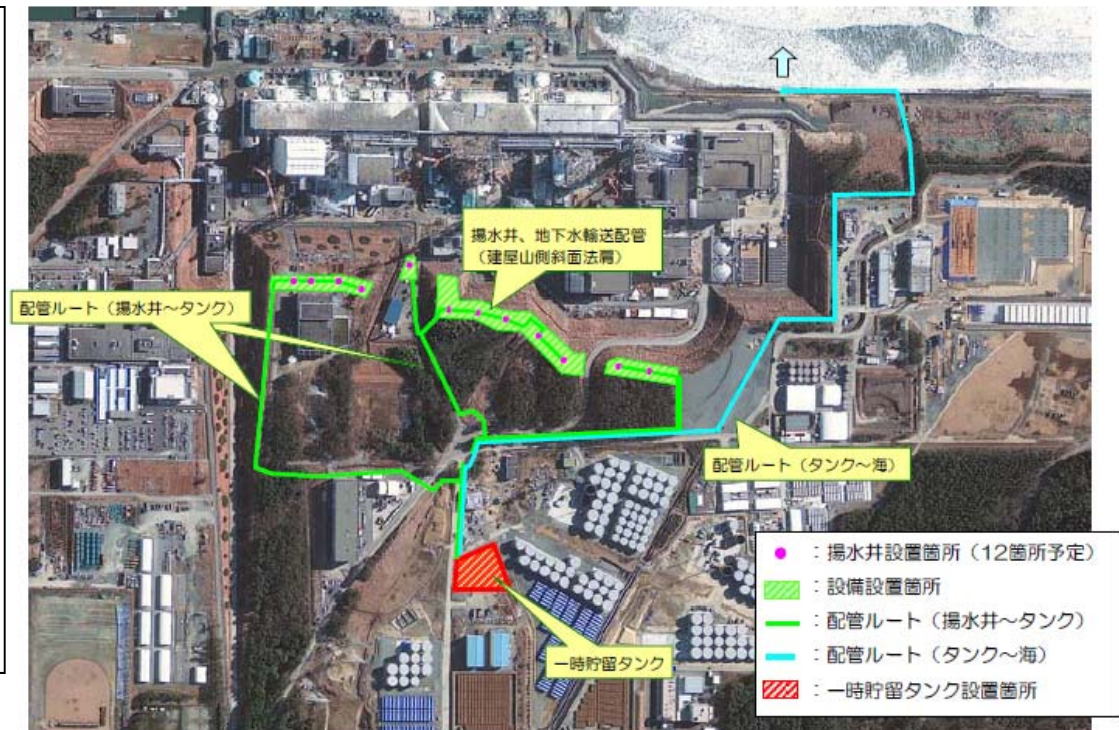 揚水井、地下水輸送配管
（建屋山側斜面法肩）
配管ルート（揚水井～タンク）
配管ルート（タンク～海）
一時貯留タンク
：揚水井設置箇所（12箇所予定）
：設備設置箇所
：配管ルート（揚水井～タンク）
：配管ルート（タンク～海）
：一時貯留タンク設置箇所